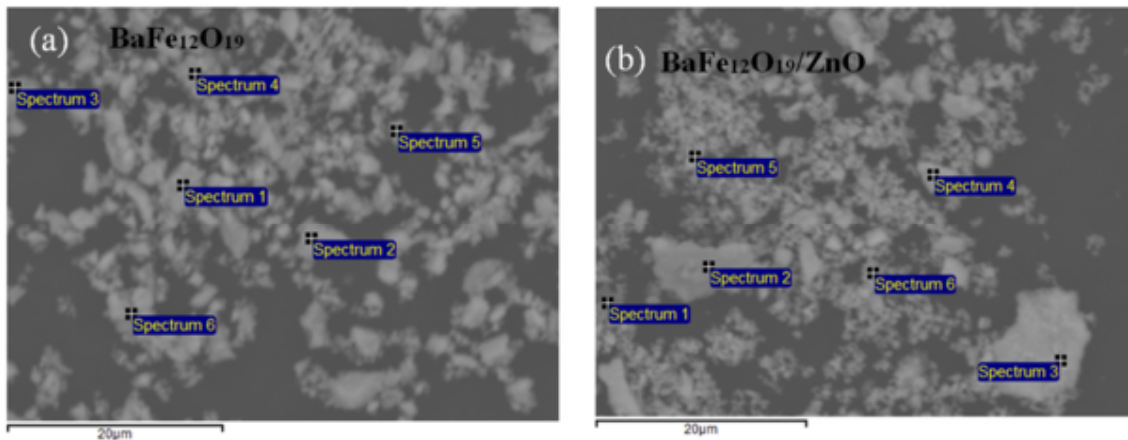 (a) BaFe₁₂O₁₉
Spectrum 4
Spectrum 3
Spectrum 5
Spectrum 1
Spectrum 2
Spectrum 6
20µm
(b) BaFe₁₂O₁₉/ZnO
Spectrum 5
Spectrum 4
Spectrum 2
Spectrum 6
Spectrum 1
Spectrum 3
20µm